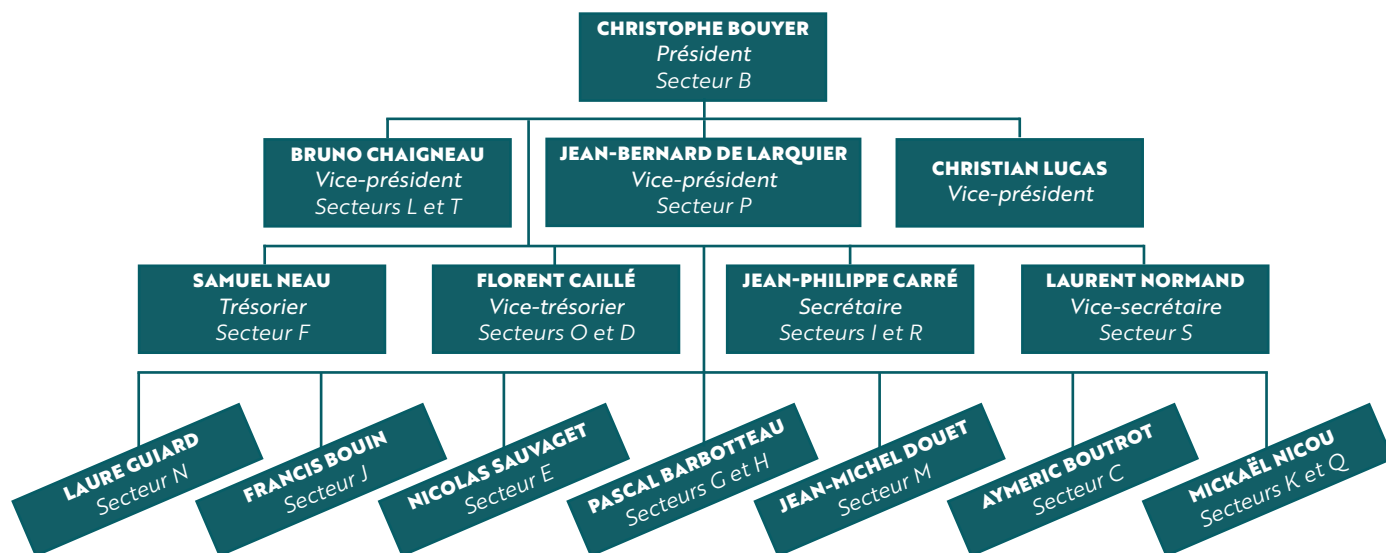 CHRISTOPHE BOUYER
Président
Secteur B
BRUNO CHAIGNEAU
Vice-président
Secteurs L et T
JEAN-BERNARD DE LARQUIER
Vice-président
Secteur P
CHRISTIAN LUCAS
Vice-président
SAMUEL NEAU
Trésorier
Secteur F
FLORENT CAILLÉ
Vice-trésorier
Secteurs O et D
JEAN-PHILIPPE CARRÉ
Secrétaire
Secteurs I et R
LAURENT NORMAND
Vice-secrétaire
Secteur S
LAURE GUIARD
Secteur N
FRANCIS BOUIN
Secteur J
NICOLAS SAUVAGET
Secteur E
PASCAL BARBOTTEAU
Secteurs G et H
JEAN-MICHEL DOUET
Secteur M
AYMERIC BOUTROT
Secteur C
MICKAËL NICOU
Secteurs K et Q